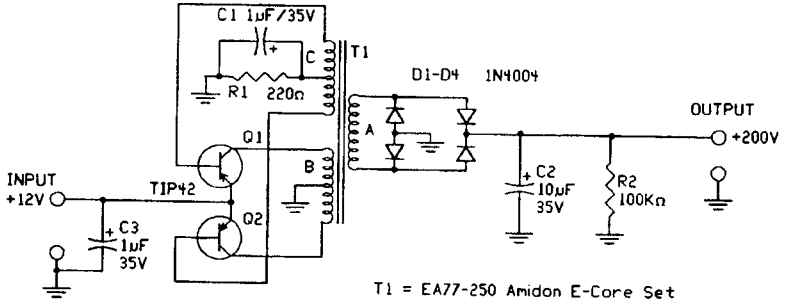 C1 1µF/35V
C
T1
R1
220Ω
D1-D4 1N4004
OUTPUT
+200V
A
Q1
B
INPUT
+12V
TIP42
Q2
C3
1µF
35V
C2
10µF
35V
R2
100KΩ
T1 = EA77-250 Amidon E-Core Set